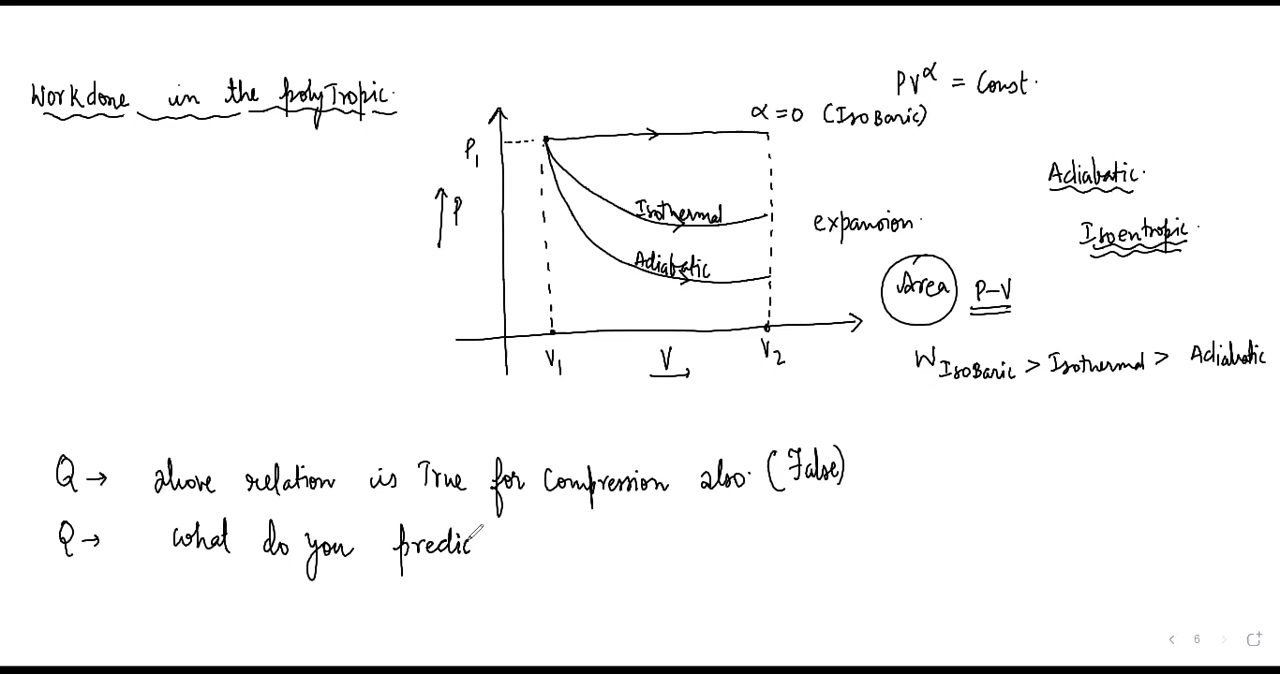 Workdone in the polyTropic.
PV^α = Const.
α=0 (IsoBaric)
P₁
P
Isothermal
Adiabatic
V₁
V
V₂
expansion.
Adiabatic.
Isoentropic.
Area P-V
W IsoBaric > Isothermal > Adiabatic
Q → above relation is True for Compression also. (False)
Q → what do you predic
6